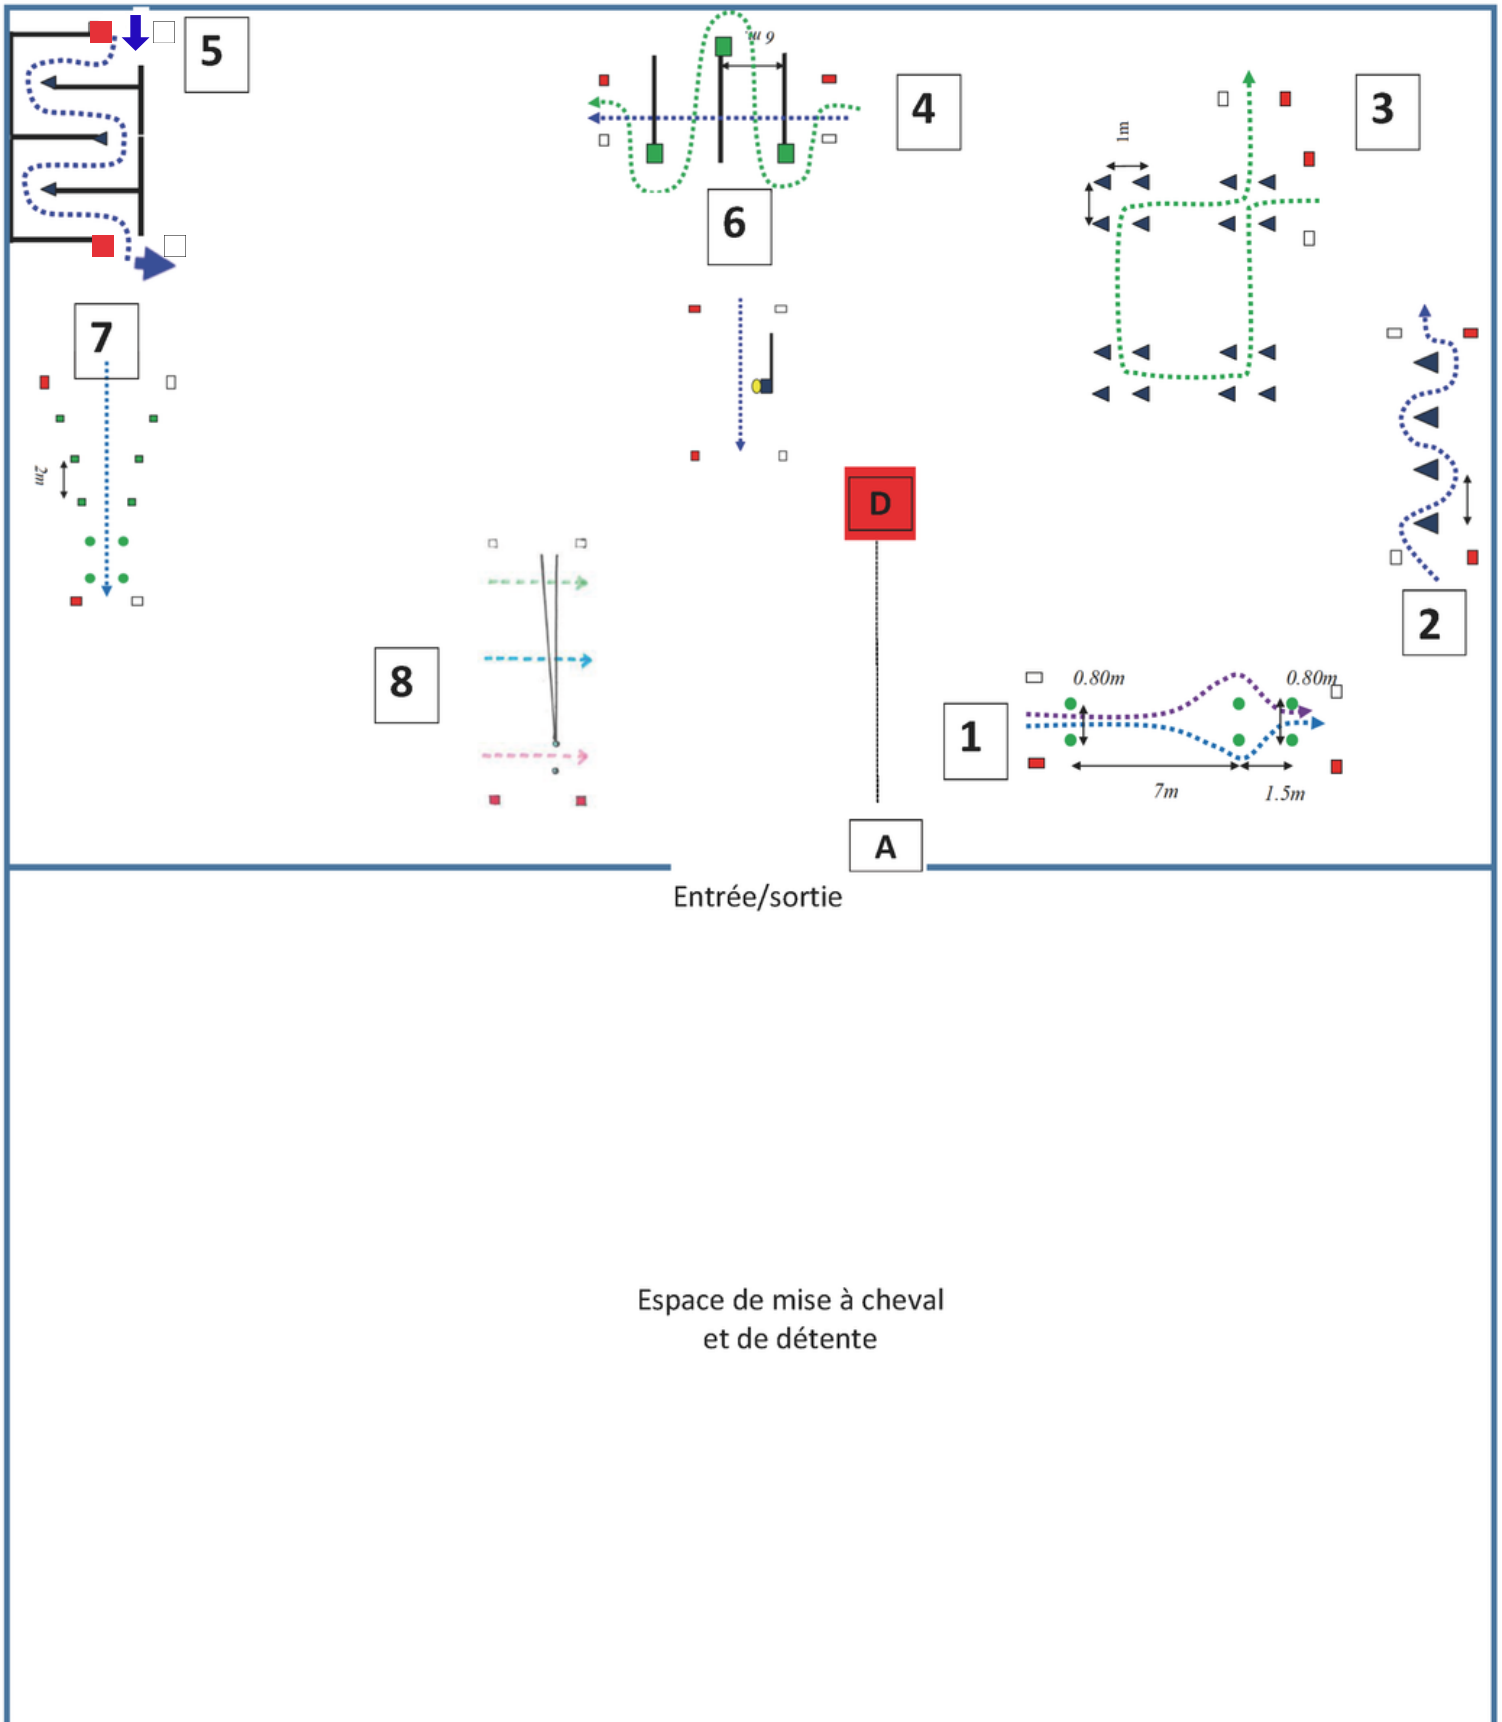 5
6 m
4
3
1m
6
7
2m
D
2
8
0.80m
0.80m
1
7m
1.5m
A
Entrée/sortie
Espace de mise à cheval
et de détente